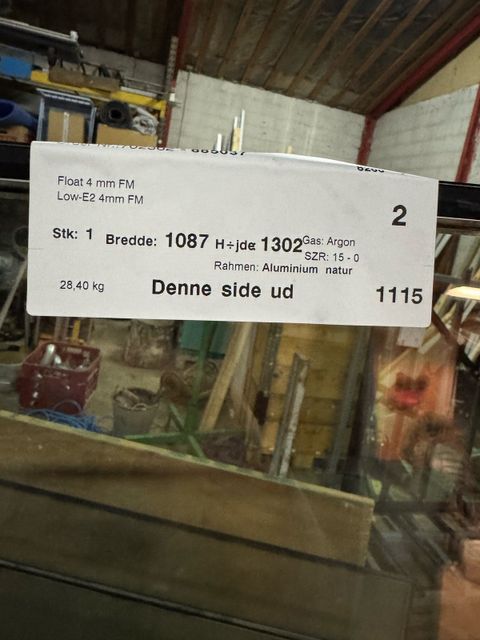 Float 4 mm FM
Low-E2 4mm FM
2
Stk: 1 Bredde: 1087 H÷jde: 1302 Gas: Argon
SZR: 15 - 0
Rahmen: Aluminium natur
28,40 kg Denne side ud 1115